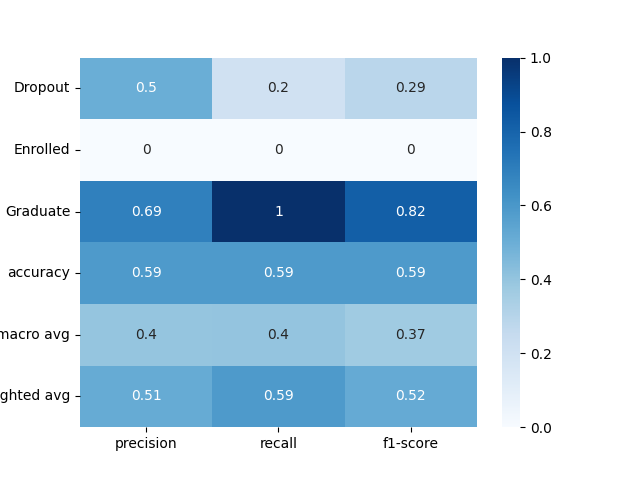 Dropout 0.5 0.2 0.29
Enrolled 0 0 0
Graduate 0.69 1 0.82
accuracy 0.59 0.59 0.59
macro avg 0.4 0.4 0.37
ghted avg 0.51 0.59 0.52
precision recall f1-score
1.0
0.8
0.6
0.4
0.2
0.0